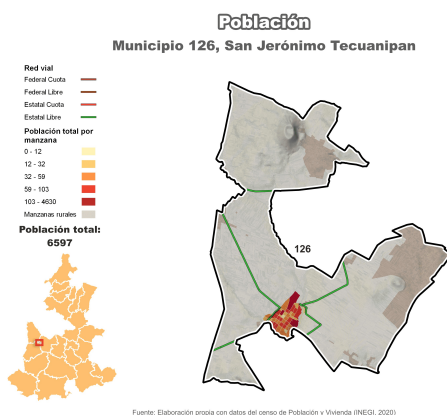 Población
Municipio 126, San Jerónimo Tecuanipan
Red vial
Federal Cuota
Federal Libre
Estatal Cuota
Estatal Libre
Población total por
manzana
0 - 12
12 - 32
32 - 59
59 - 103
103 - 4630
Manzanas rurales
Población total:
6597
126
Fuente: Elaboración propia con datos del censo de Población y Vivienda (INEGI, 2020)